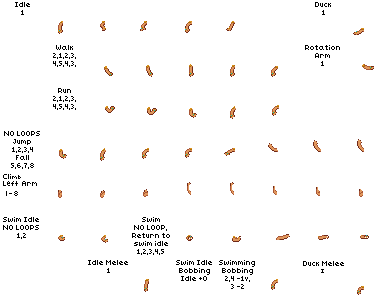 Idle
1
Duck
1
Walk
2,1,2,3,
4,5,4,3,
Rotation
Arm
1
Run
2,1,2,3,
4,5,4,3,
NO LOOPS
Jump
1,2,3,4
Fall
5,6,7,8
Climb
Left Arm
1-8
Swim Idle
NO LOOPS
1,2
Swim
NO LOOP,
Return to
swim idle
1,2,3,4,5
Idle Melee
1
Swim Idle
Bobbing
Idle +0
Swimming
Bobbing
2,4 -1v,
3 -2
Duck Melee
1